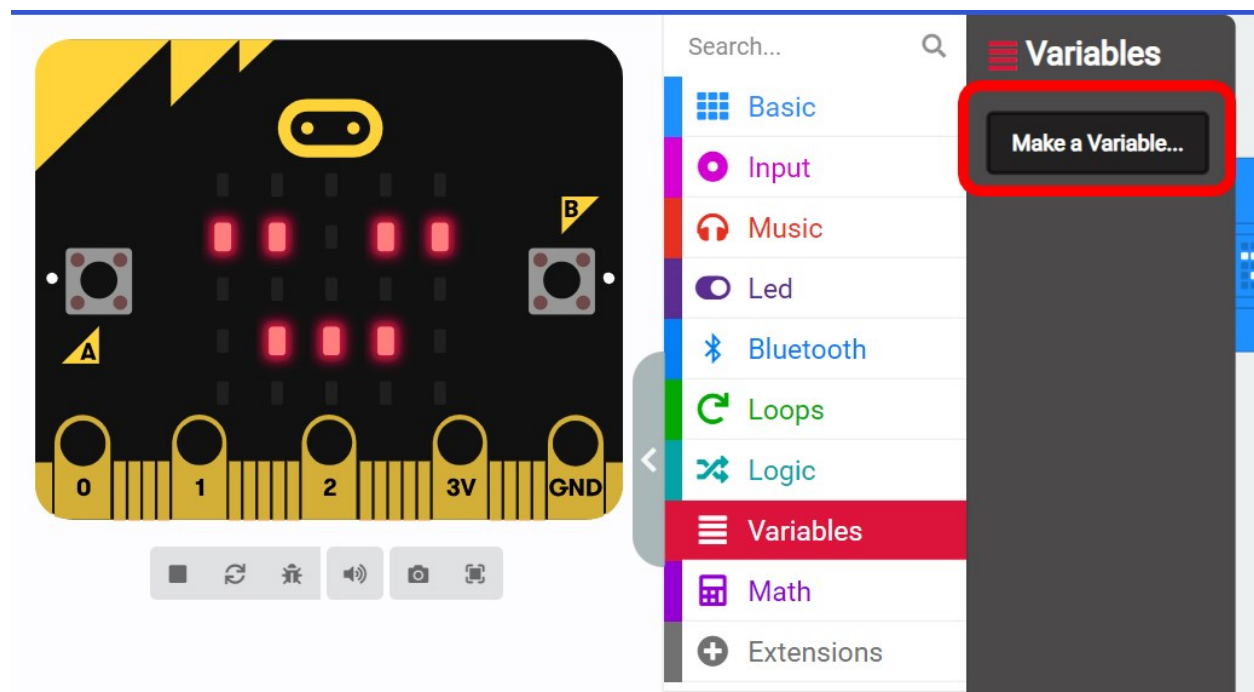 B
A
0
1
2
3V
GND
Search...
Basic
Input
Music
Led
Bluetooth
Loops
Logic
Variables
Math
Extensions
Variables
Make a Variable...